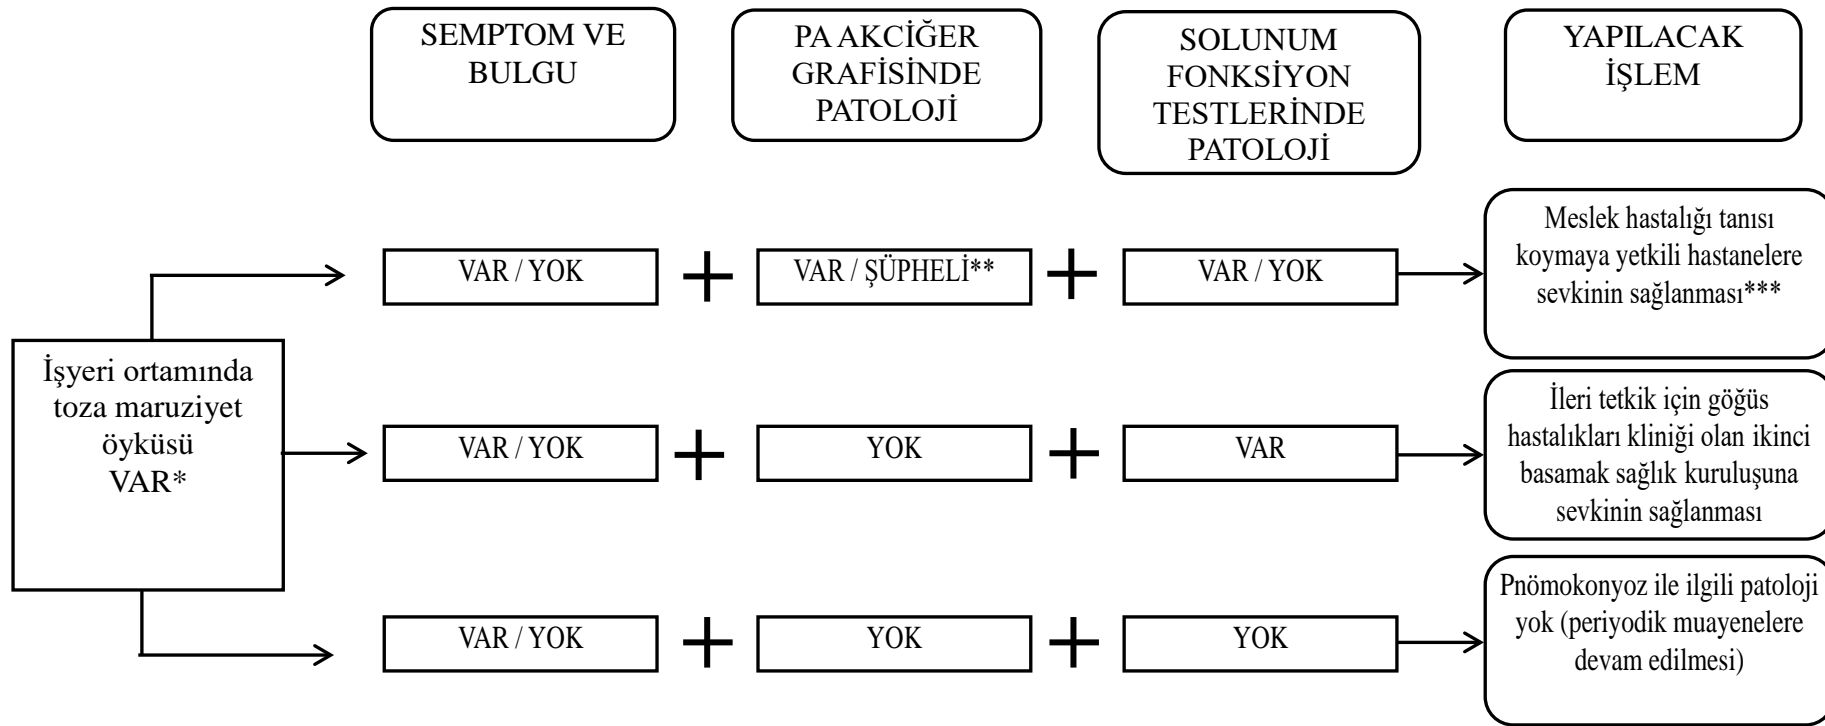 SEMPTOM VE
BULGU
PA AKCİĞER
GRAFİSİNDE
PATOLOJİ
SOLUNUM
FONKSİYON
TESTLERİNDE
PATOLOJİ
YAPILACAK
İŞLEM
İşyeri ortamında
toza maruziyet
öyküsü
VAR*
VAR / YOK
VAR / ŞÜPHELİ**
VAR / YOK
Meslek hastalığı tanısı
koymaya yetkili hastanelere
sevkinin sağlanması***
VAR / YOK
YOK
VAR
İleri tetkik için göğüs
hastalıkları kliniği olan ikinci
basamak sağlık kuruluşuna
sevkinin sağlanması
VAR / YOK
YOK
YOK
Pnömokonyoz ile ilgili patoloji
yok (periyodik muayenelere
devam edilmesi)